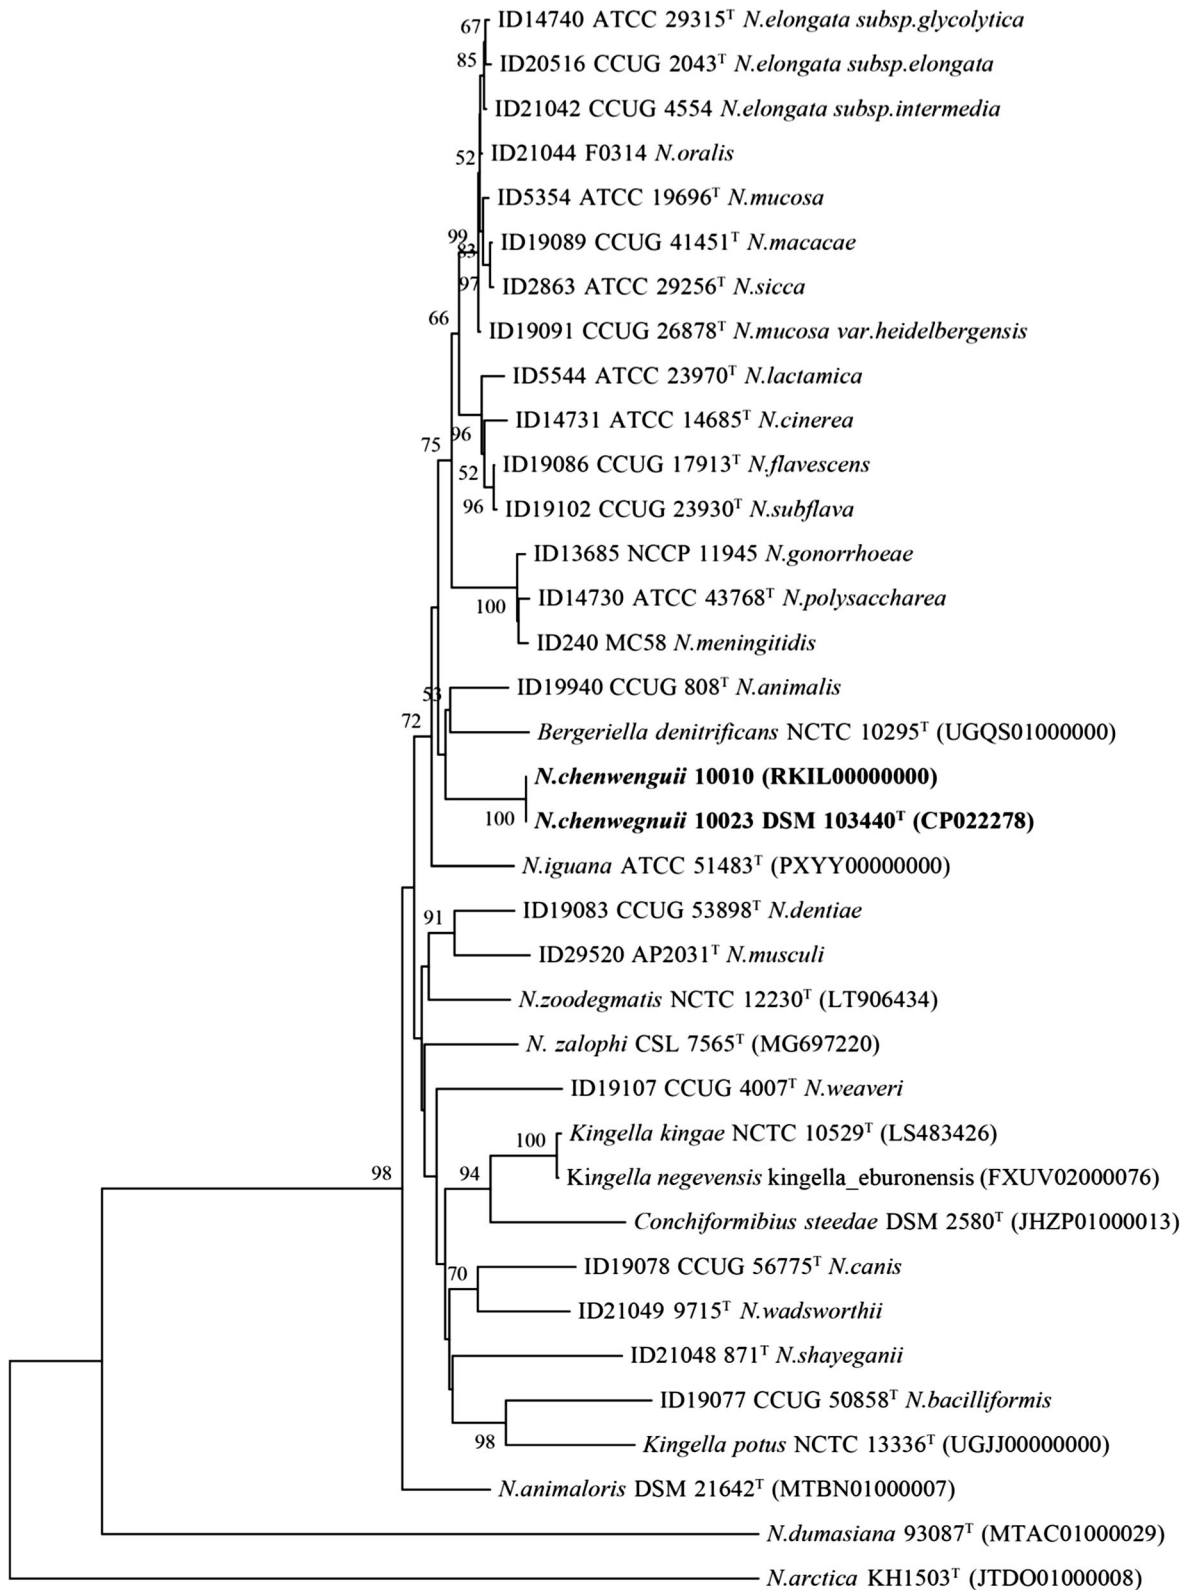 67
ID14740 ATCC 29315ᵀ N.elongata subsp.glycolytica
85
ID20516 CCUG 2043ᵀ N.elongata subsp.elongata
ID21042 CCUG 4554 N.elongata subsp.intermedia
52
ID21044 F0314 N.oralis
ID5354 ATCC 19696ᵀ N.mucosa
99
83
ID19089 CCUG 41451ᵀ N.macacae
97
ID2863 ATCC 29256ᵀ N.sicca
66
ID19091 CCUG 26878ᵀ N.mucosa var.heidelbergensis
ID5544 ATCC 23970ᵀ N.lactamica
96
ID14731 ATCC 14685ᵀ N.cinerea
75
52
ID19086 CCUG 17913ᵀ N.flavescens
96
ID19102 CCUG 23930ᵀ N.subflava
ID13685 NCCP 11945 N.gonorrhoeae
100
ID14730 ATCC 43768ᵀ N.polysaccharea
ID240 MC58 N.meningitidis
53
ID19940 CCUG 808ᵀ N.animalis
72
Bergeriella denitrificans NCTC 10295ᵀ (UGQS01000000)
N.chenwenguii 10010 (RKIL00000000)
100
N.chenwegnuii 10023 DSM 103440ᵀ (CP022278)
N.iguana ATCC 51483ᵀ (PXYY00000000)
91
ID19083 CCUG 53898ᵀ N.dentiae
ID29520 AP2031ᵀ N.musculi
N.zoodegmatis NCTC 12230ᵀ (LT906434)
N. zalophi CSL 7565ᵀ (MG697220)
ID19107 CCUG 4007ᵀ N.weaveri
100
Kingella kingae NCTC 10529ᵀ (LS483426)
98
94
Kingella negevensis kingella_eburonensis (FXUV02000076)
Conchiformibius steedae DSM 2580ᵀ (JHZP01000013)
70
ID19078 CCUG 56775ᵀ N.canis
ID21049 9715ᵀ N.wadsworthii
ID21048 871ᵀ N.shayeganii
ID19077 CCUG 50858ᵀ N.bacilliformis
98
Kingella potus NCTC 13336ᵀ (UGJJ00000000)
N.animaloris DSM 21642ᵀ (MTBN01000007)
N.dumasiana 93087ᵀ (MTAC01000029)
N.arctica KH1503ᵀ (JTDO01000008)